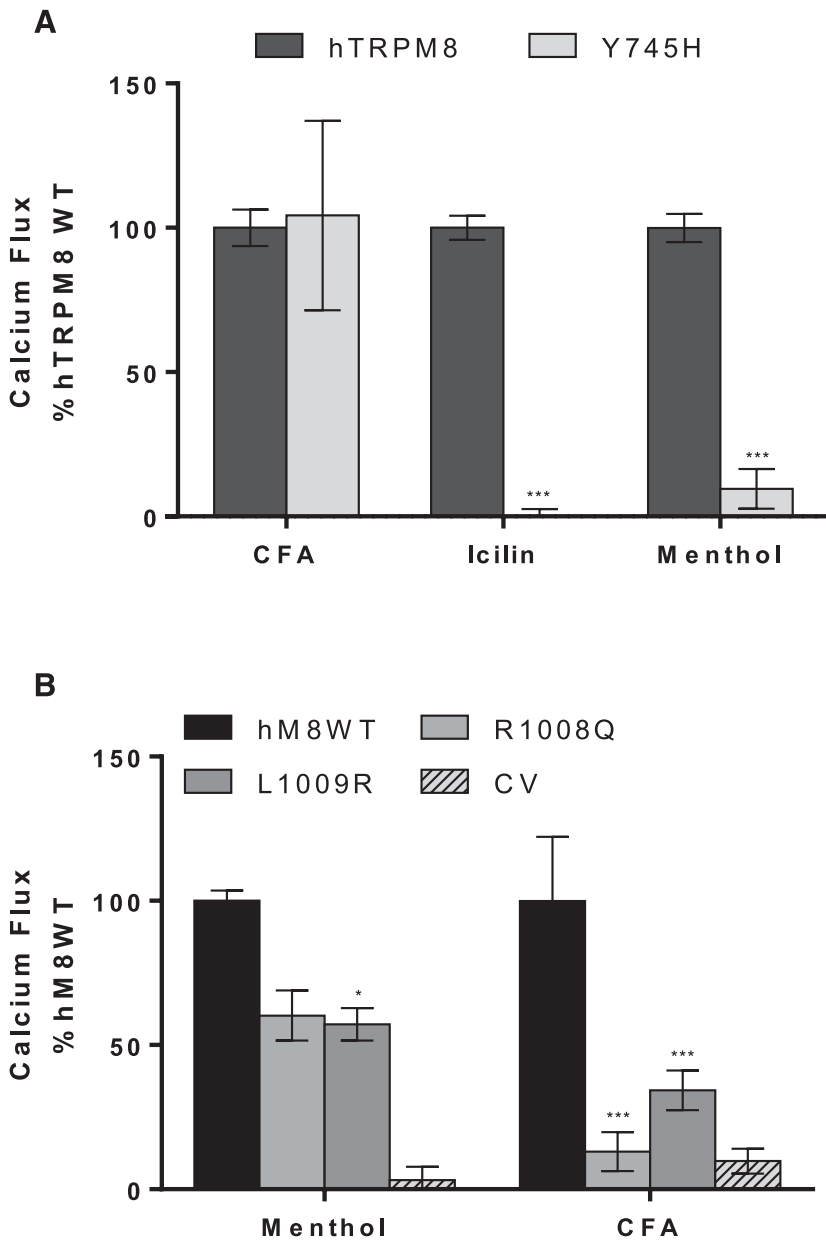 A
hTRPM8 Y745H
Calcium Flux
%hTRPM8 WT
150
100
50
0
***
***
CFA Icilin Menthol
B
hM8WT R1008Q
L1009R CV
Calcium Flux
%hM8WT
150
100
50
0
*
***
***
Menthol CFA